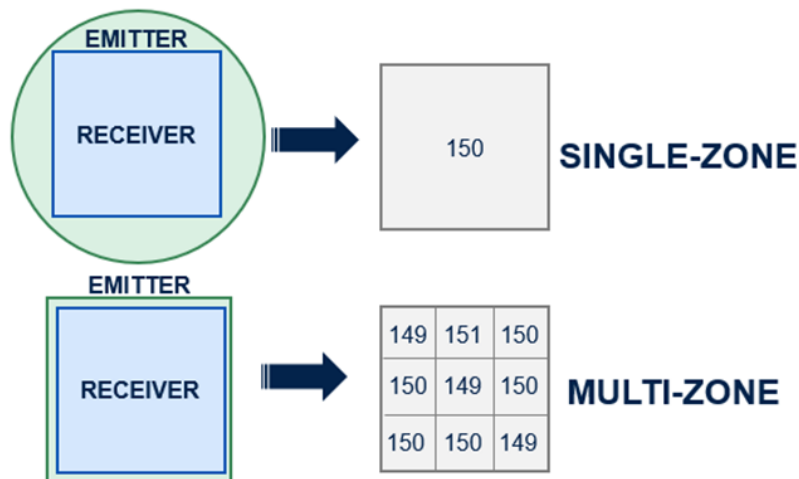 EMITTER
RECEIVER
150
SINGLE-ZONE
EMITTER
RECEIVER
149 151 150
150 149 150
150 150 149
MULTI-ZONE